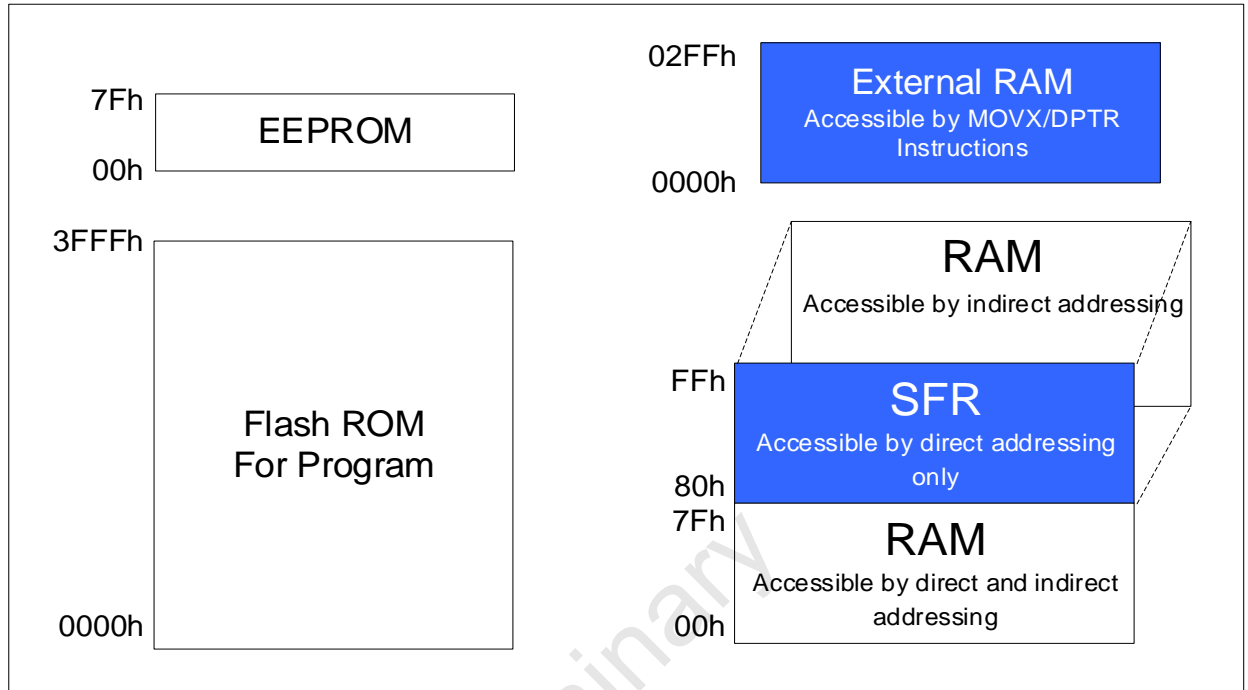 7Fh
EEPROM
00h
3FFFh
Flash ROM
For Program
0000h
02FFh
External RAM
Accessible by MOVX/DPTR
Instructions
0000h
RAM
Accessible by indirect addressing
FFh
SFR
Accessible by direct addressing
only
80h
7Fh
RAM
Accessible by direct and indirect
addressing
00h